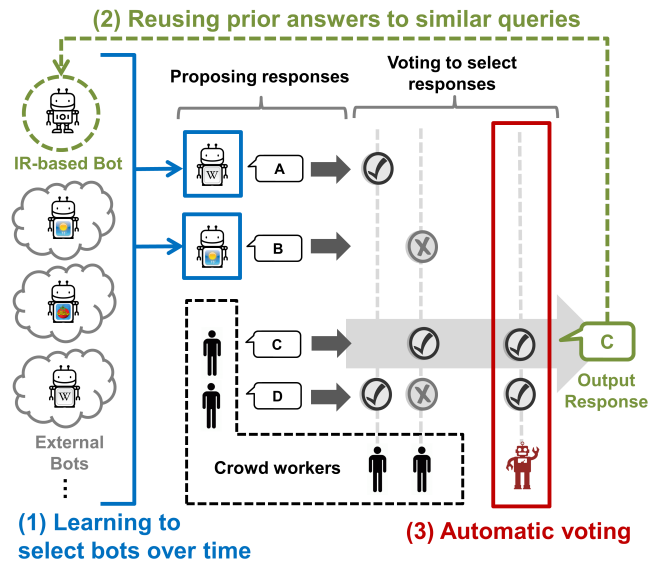 (2) Reusing prior answers to similar queries
Proposing responses
Voting to select
responses
IR-based Bot
W
A
B
C
C
D
Output
Response
W
External
Bots
Crowd workers
(1) Learning to
select bots over time
(3) Automatic voting